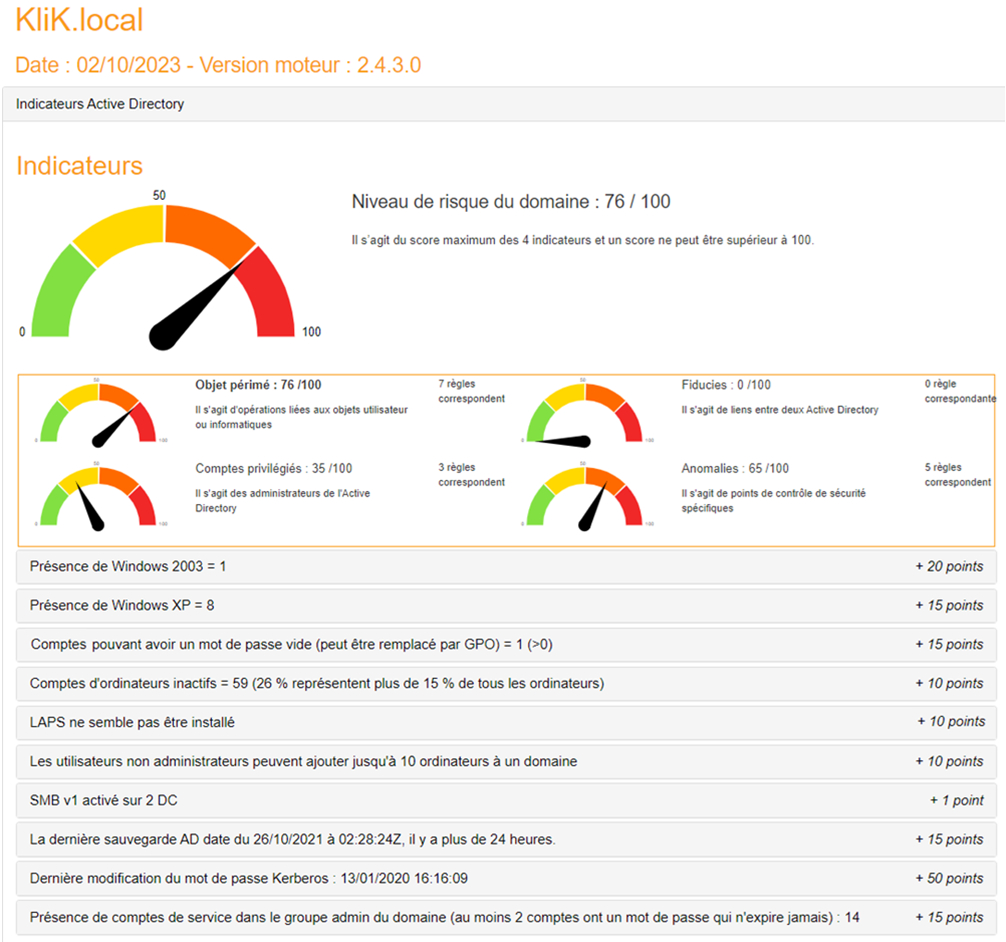 KliK.local
Date : 02/10/2023 - Version moteur : 2.4.3.0
Indicateurs Active Directory
Indicateurs
50
0
100
Niveau de risque du domaine : 76 / 100
Il s'agit du score maximum des 4 indicateurs et un score ne peut être supérieur à 100.
50
0
100
Objet périmé : 76 /100
Il s'agit d'opérations liées aux objets utilisateur
ou informatiques
7 règles
correspondent
50
0
100
Fiducies : 0 /100
Il s'agit de liens entre deux Active Directory
0 règle
correspondante
50
0
100
Comptes privilégiés : 35 /100
Il s'agit des administrateurs de l'Active
Directory
3 règles
correspondent
50
0
100
Anomalies : 65 /100
Il s'agit de points de contrôle de sécurité
spécifiques
5 règles
correspondent
Présence de Windows 2003 = 1 + 20 points
Présence de Windows XP = 8 + 15 points
Comptes pouvant avoir un mot de passe vide (peut être remplacé par GPO) = 1 (>0) + 15 points
Comptes d'ordinateurs inactifs = 59 (26 % représentent plus de 15 % de tous les ordinateurs) + 10 points
LAPS ne semble pas être installé + 10 points
Les utilisateurs non administrateurs peuvent ajouter jusqu'à 10 ordinateurs à un domaine + 10 points
SMB v1 activé sur 2 DC + 1 point
La dernière sauvegarde AD date du 26/10/2021 à 02:28:24Z, il y a plus de 24 heures. + 15 points
Dernière modification du mot de passe Kerberos : 13/01/2020 16:16:09 + 50 points
Présence de comptes de service dans le groupe admin du domaine (au moins 2 comptes ont un mot de passe qui n'expire jamais) : 14 + 15 points